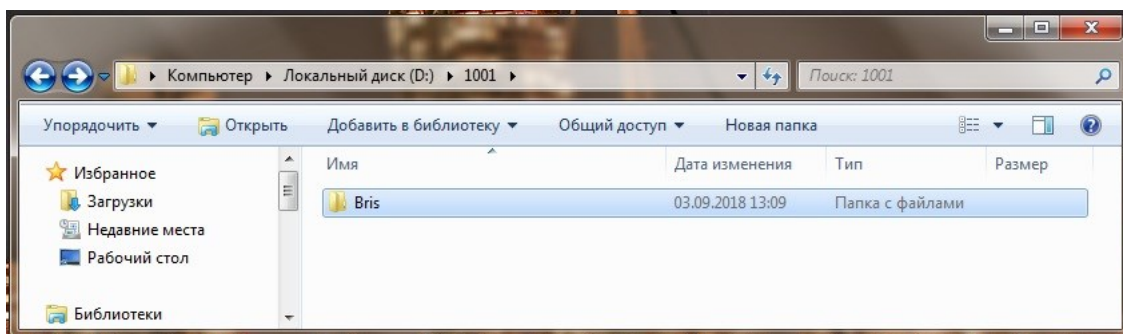 Компьютер Локальный диск (D:) 1001 Поиск: 1001
Упорядочить Открыть Добавить в библиотеку Общий доступ Новая папка
Избранное
Загрузки
Недавние места
Рабочий стол
Библиотеки
Имя Дата изменения Тип Размер
Bris 03.09.2018 13:09 Папка с файлами